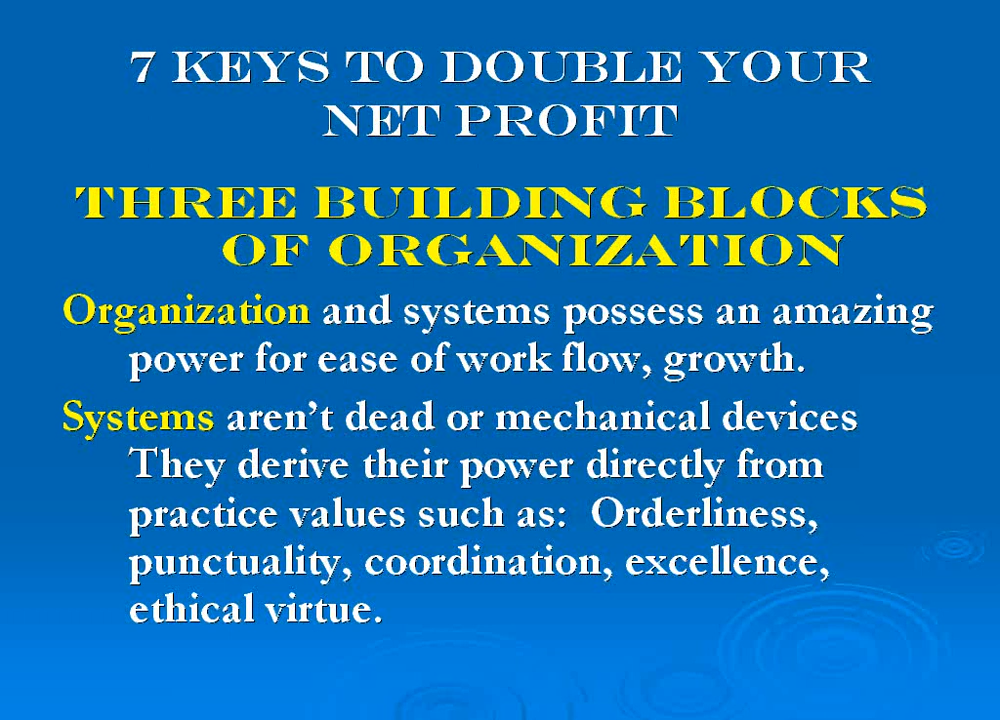 7 KEYS TO DOUBLE YOUR
NET PROFIT
THREE BUILDING BLOCKS
OF ORGANIZATION
Organization and systems possess an amazing
power for ease of work flow, growth.
Systems aren't dead or mechanical devices
They derive their power directly from
practice values such as:  Orderliness,
punctuality, coordination, excellence,
ethical virtue.